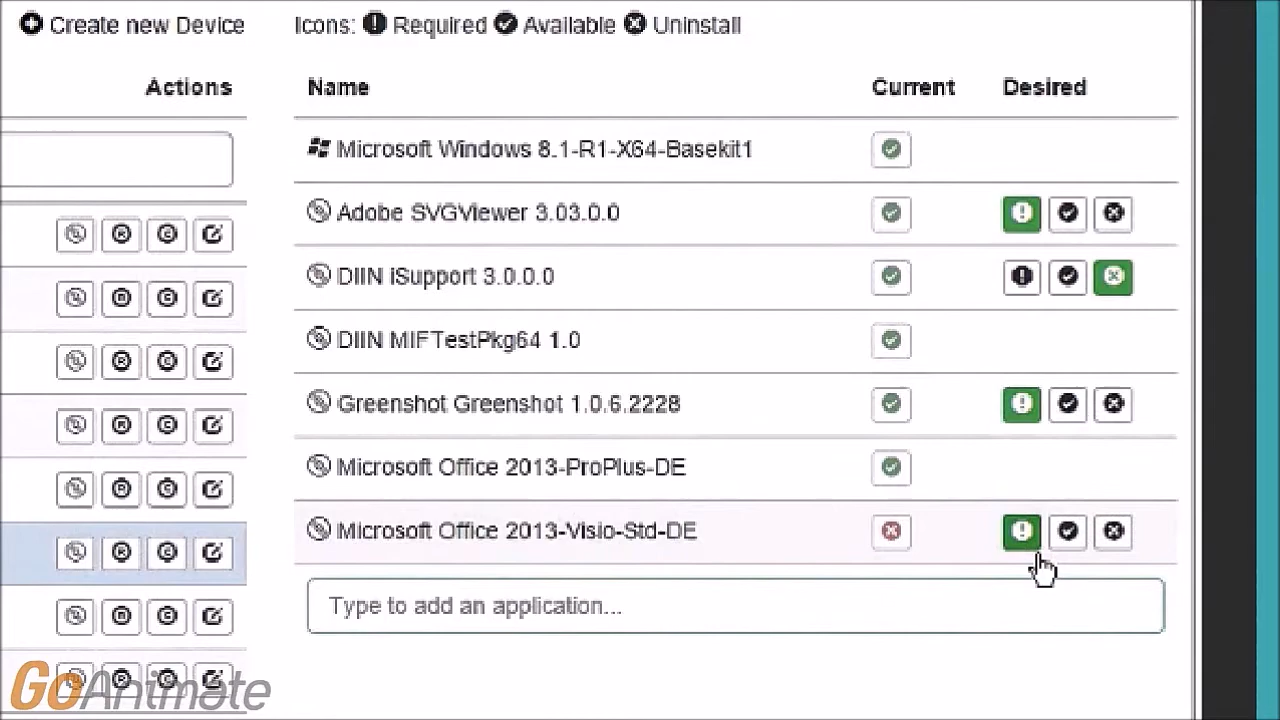 Create new Device
Icons: Required Available Uninstall
Actions
Name Current Desired
Microsoft Windows 8.1-R1-X64-Basekit1
Adobe SVGViewer 3.03.0.0
DIIN iSupport 3.0.0.0
DIIN MIFTestPkg64 1.0
Greenshot Greenshot 1.0.6.2228
Microsoft Office 2013-ProPlus-DE
Microsoft Office 2013-Visio-Std-DE
Type to add an application...
GoAnimate